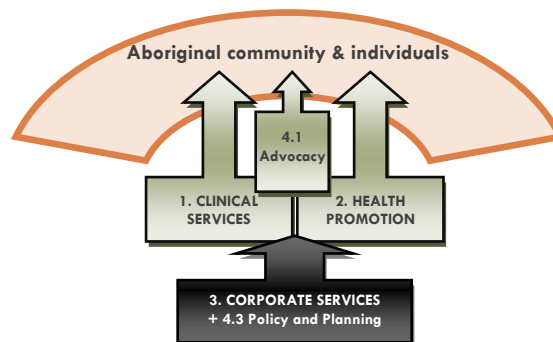 Aboriginal community & individuals
4.1
Advocacy
1. CLINICAL
SERVICES
2. HEALTH
PROMOTION
3. CORPORATE SERVICES
+ 4.3 Policy and Planning